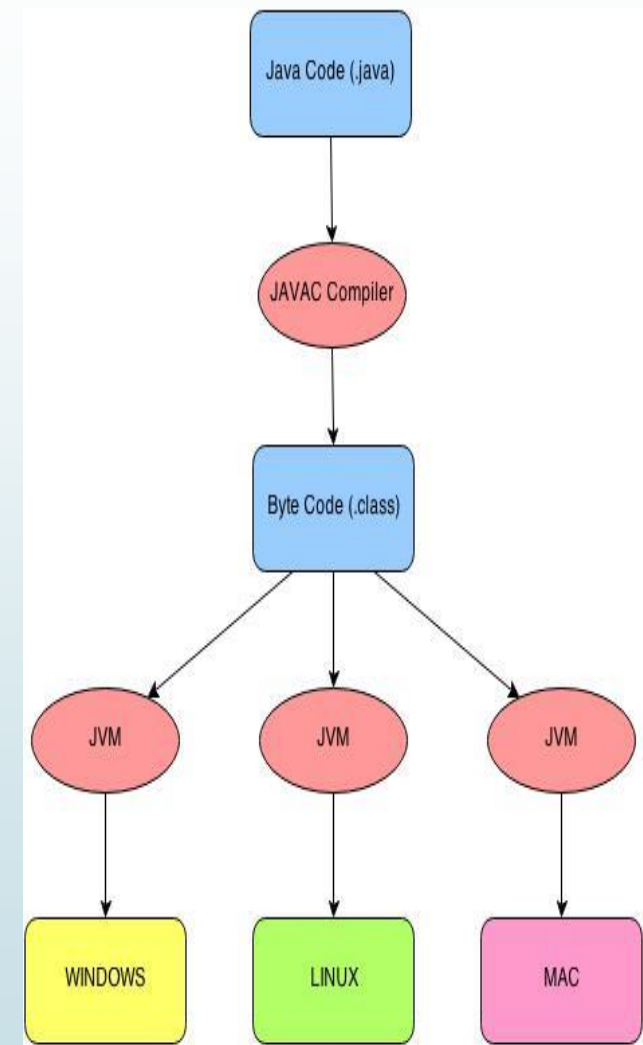 Java Code (.java)
JAVAC Compiler
Byte Code (.class)
JVM
JVM
JVM
WINDOWS
LINUX
MAC